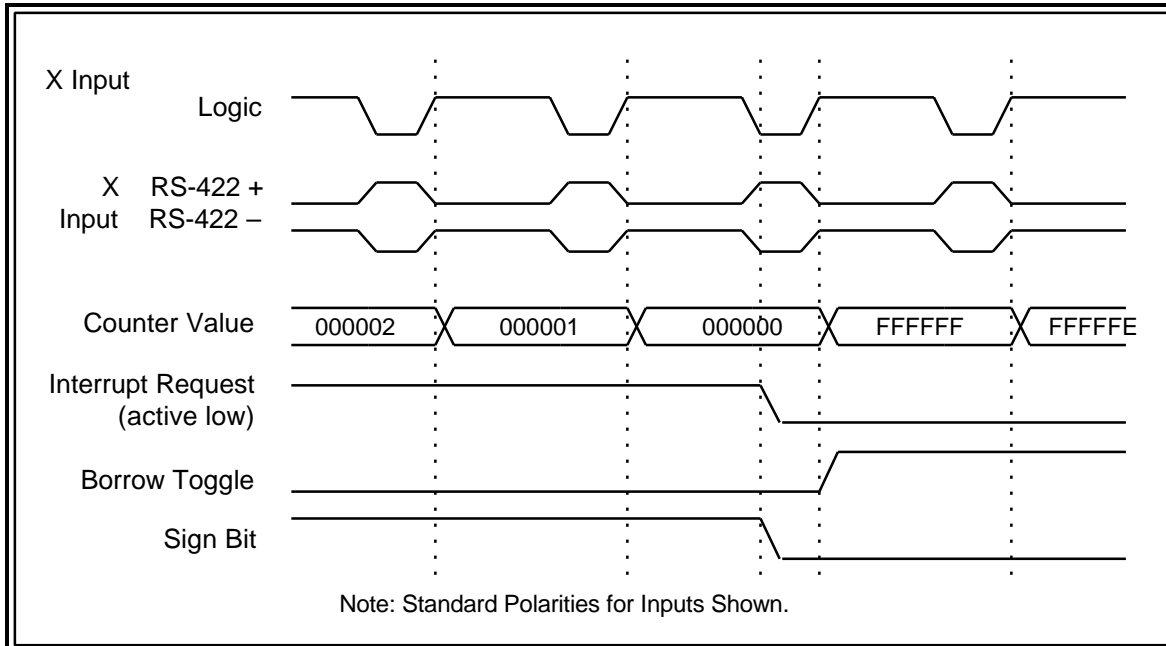 X Input
Logic
X RS-422 +
Input RS-422 –
Counter Value 000002 000001 000000 FFFFFF FFFFFE
Interrupt Request
(active low)
Borrow Toggle
Sign Bit
Note: Standard Polarities for Inputs Shown.